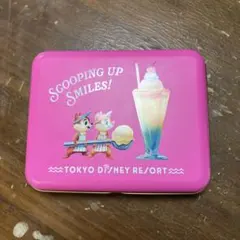 SCOOPING UP
SMILES!
TOKYO DISNEY RESORT